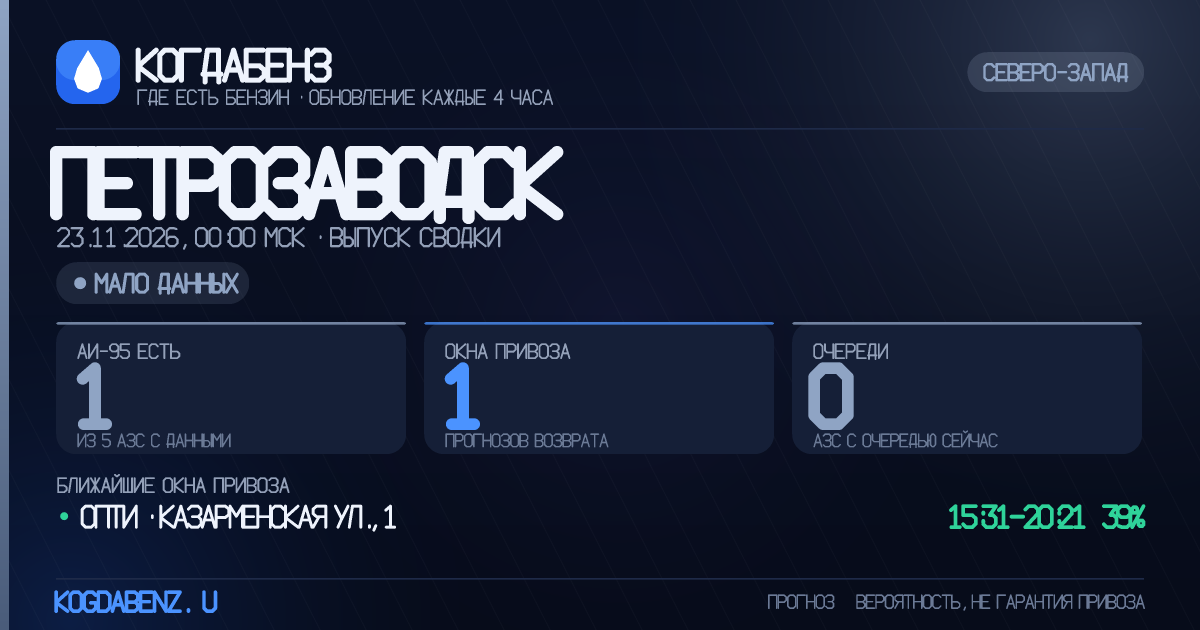 КОГДАБЕНЗ
ГДЕ ЕСТЬ БЕНЗИН · ОБНОВЛЕНИЕ КАЖДЫЕ 4 ЧАСА
СЕВЕРО-ЗАПАД
ПЕТРОЗАВОДСК
23.11.2026, 00:00 МСК · ВЫПУСК СВОДКИ
МАЛО ДАННЫХ
АИ-95 ЕСТЬ
1
ИЗ 5 АЗС С ДАННЫМИ
ОКНА ПРИВОЗА
1
ПРОГНОЗОВ ВОЗВРАТА
ОЧЕРЕДИ
0
АЗС С ОЧЕРЕДЬЮ СЕЙЧАС
БЛИЖАЙШИЕ ОКНА ПРИВОЗА
• ОПТИ · КАЗАРМЕНСКАЯ УЛ., 1
15:31–20:21 39%
KOGDABENZ. U
ПРОГНОЗ ВЕРОЯТНОСТЬ, НЕ ГАРАНТИЯ ПРИВОЗА